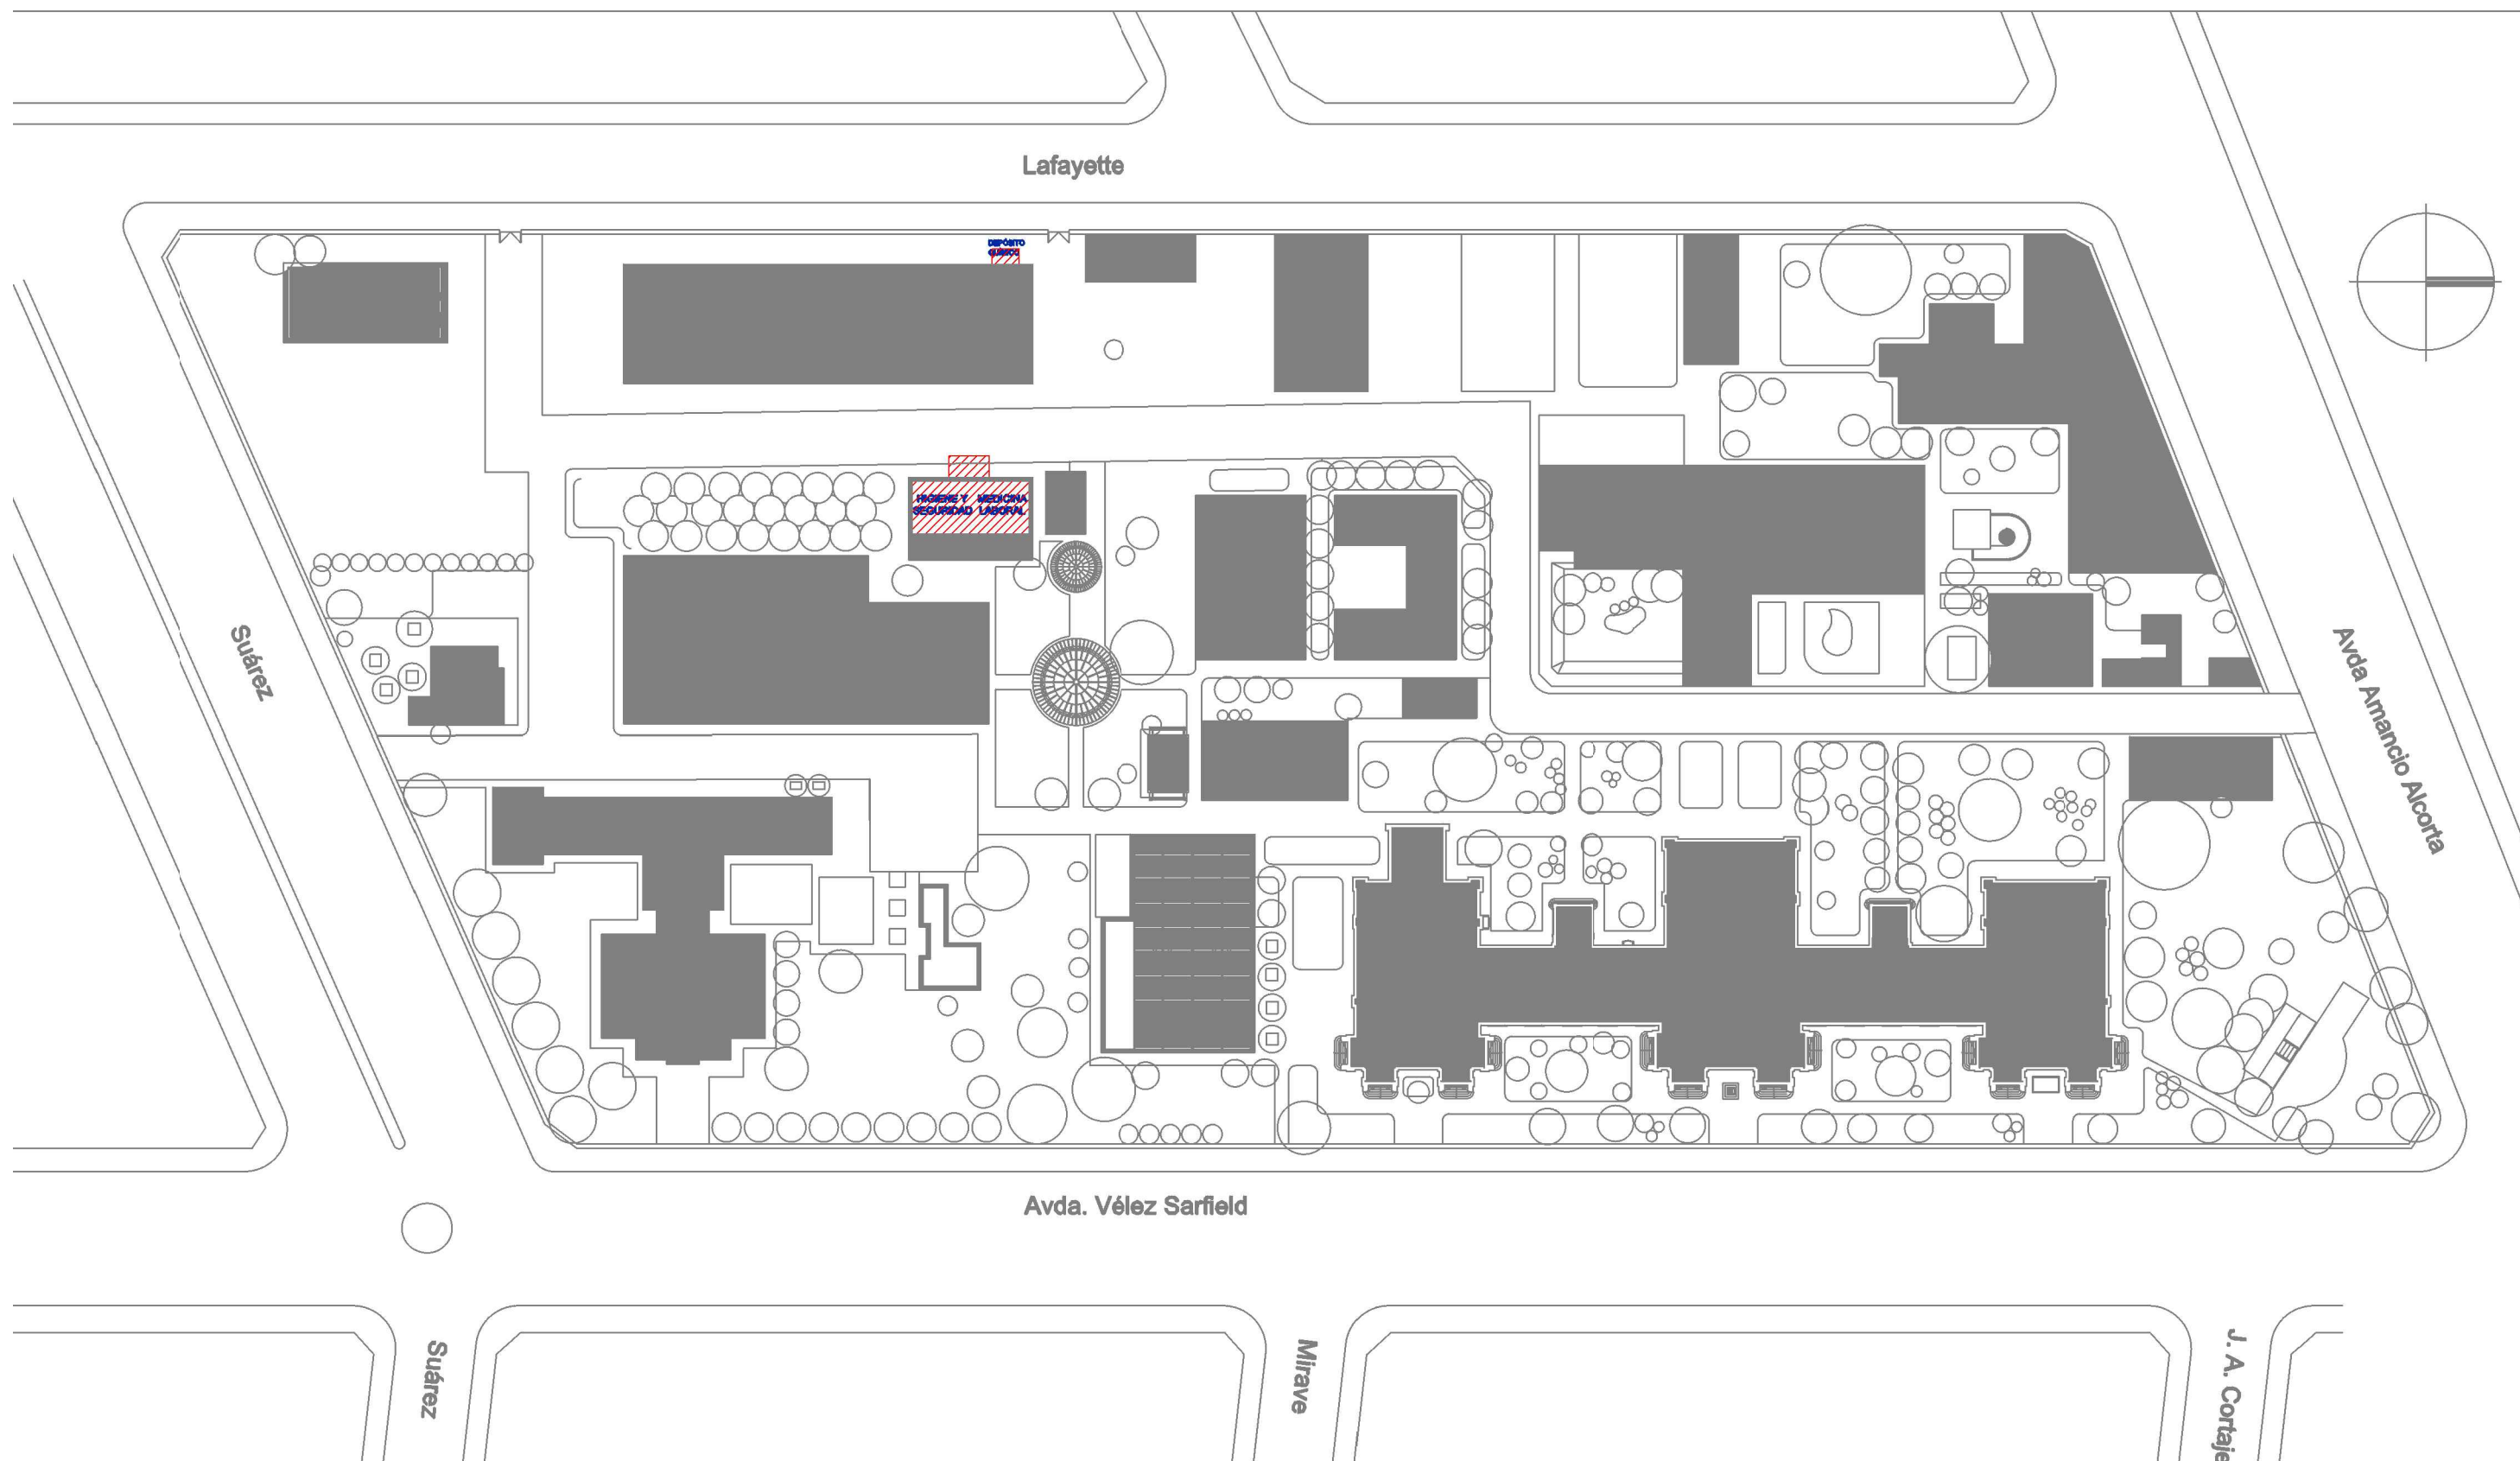 Lafayette
DEPÓSITO
QUÍMICO
HIGIENE Y MEDICINA
SEGURIDAD LABORAL
Suárez
Avda Amancio Alcorta
Avda. Vélez Sarfield
Suárez
Mirave
J. A. Cortaje